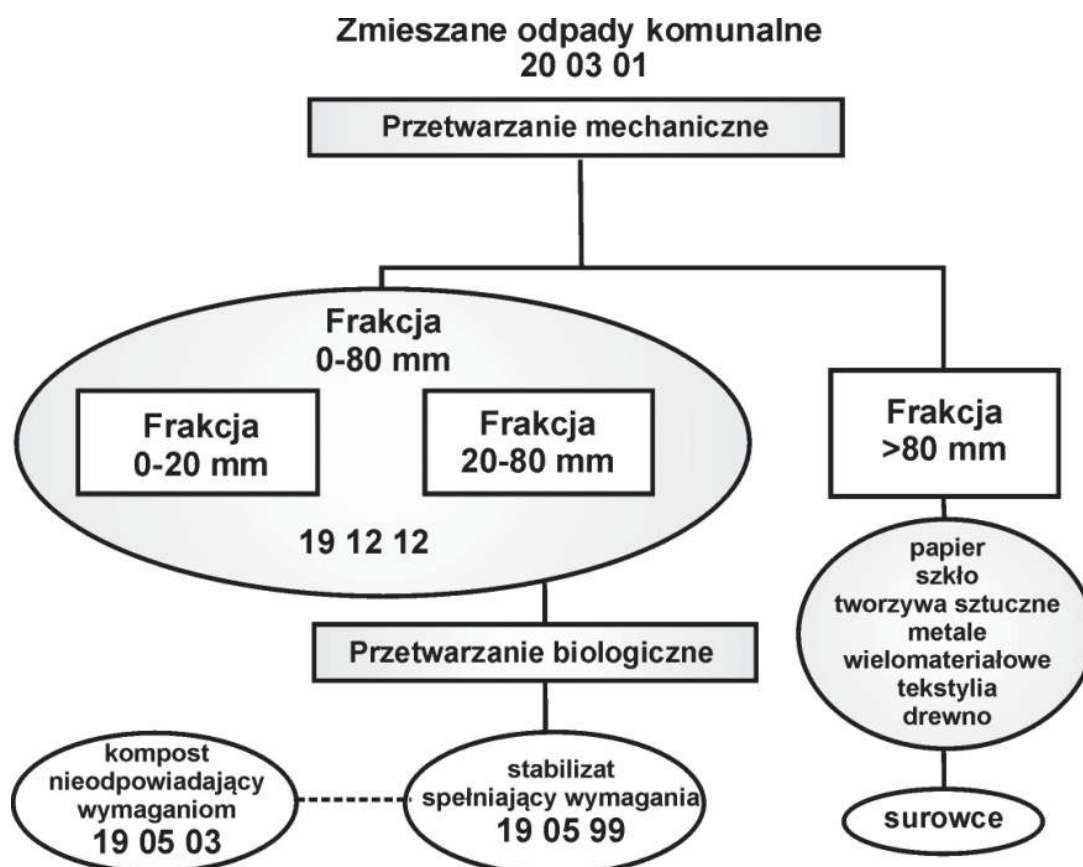 Zmieszane odpady komunalne
20 03 01
Przetwarzanie mechaniczne
Frakcja
0-80 mm
Frakcja
0-20 mm
Frakcja
20-80 mm
19 12 12
Frakcja
>80 mm
papier
szkło
tworzywa sztuczne
metale
wielomateriałowe
tekstylia
drewno
surowce
Przetwarzanie biologiczne
kompost
nieodpowiadający
wymaganiom
19 05 03
stabilizat
spełniający wymagania
19 05 99